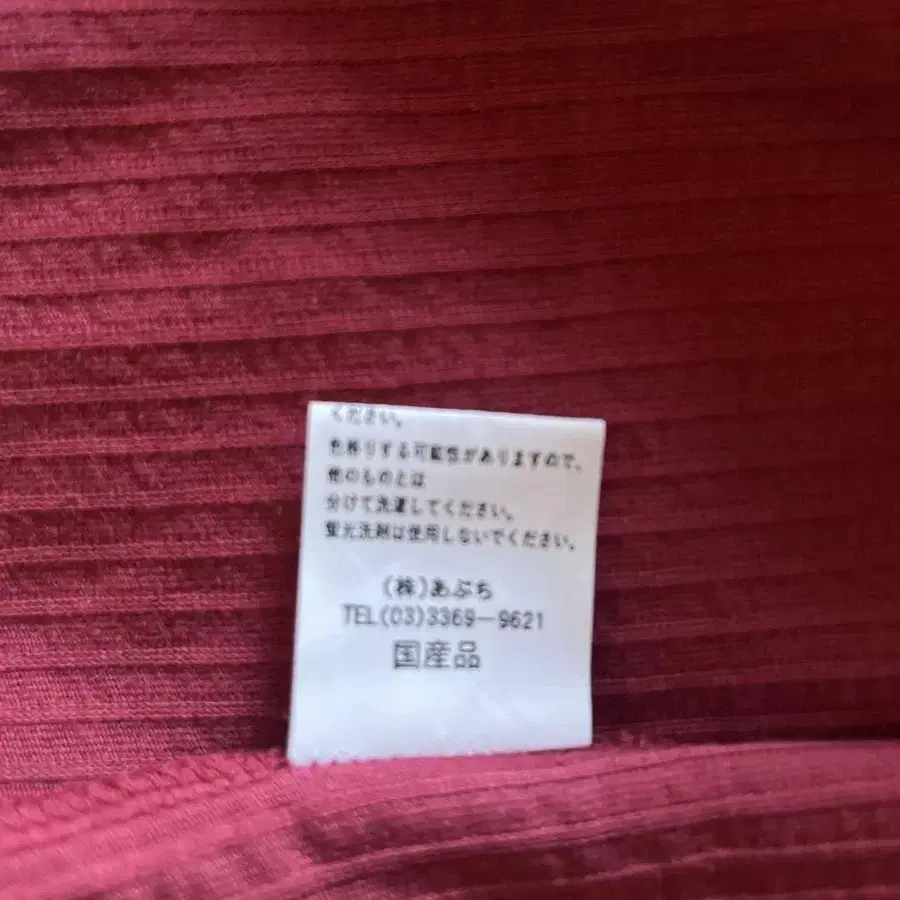 ください。
色移りする可能性がありますので、
他のものとは
分けて洗濯してください。
蛍光洗剤は使用しないでください。
(株)あぷち
TEL(03)3369-9621
国産品